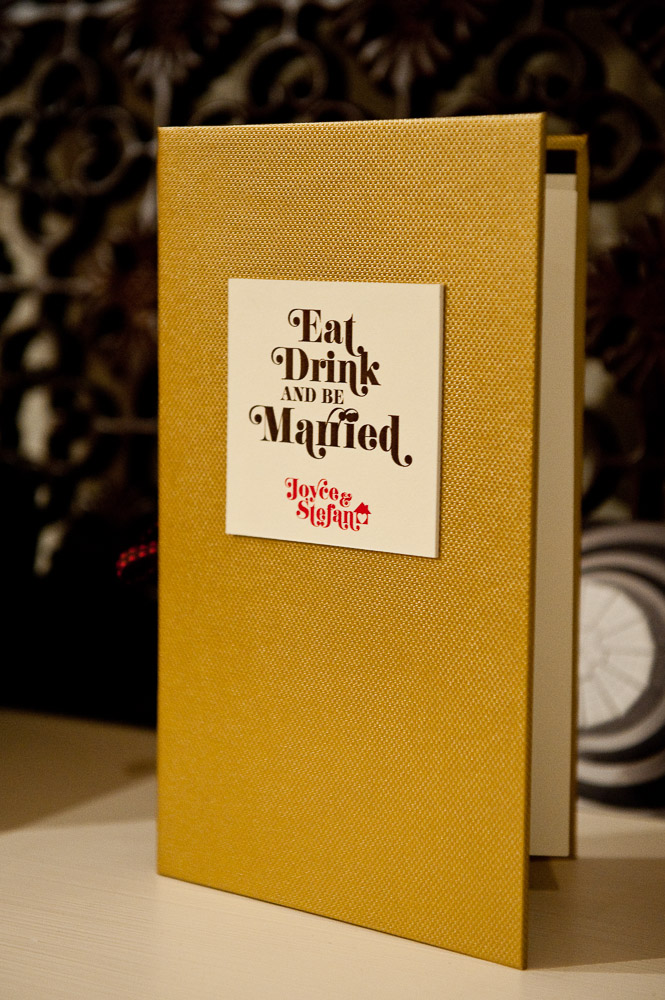 Eat
Drink
AND BE
Married
Joyce &
Stefan